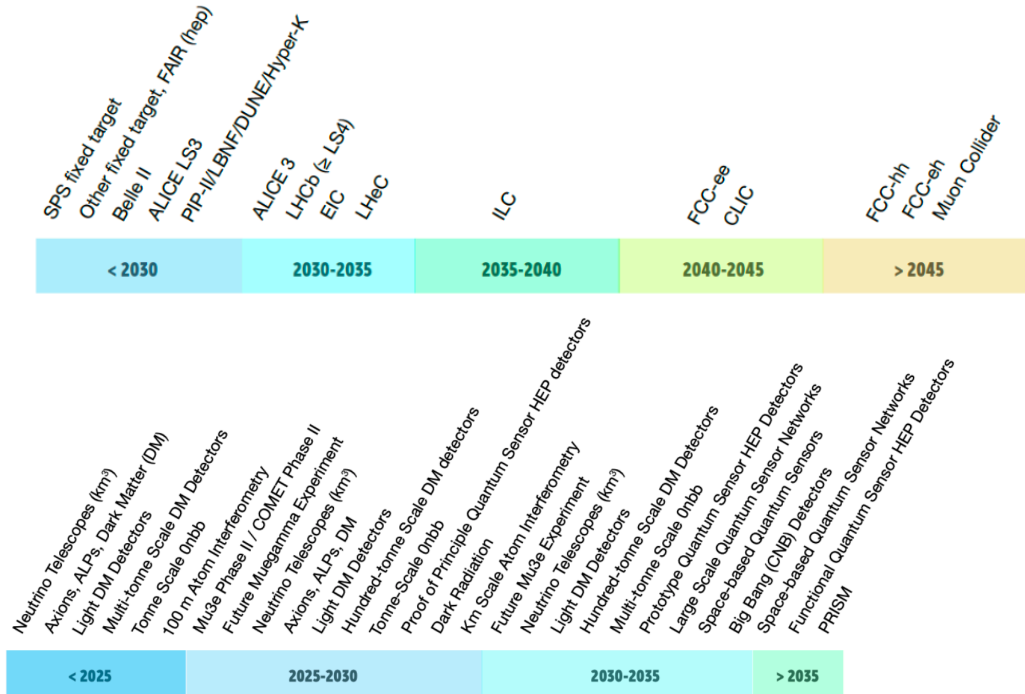 SPS fixed target
Other fixed target, FAIR (hep)
Belle II
ALICE LS3
PIP-II/LBNF/DUNE/Hyper-K
ALICE 3
LHCb (≥ LS4)
EIC
LHeC
ILC
FCC-ee
CLIC
FCC-hh
FCC-eh
Muon Collider
< 2030
2030-2035
2035-2040
2040-2045
> 2045
Neutrino Telescopes (km³)
Axions, ALPs, Dark Matter (DM)
Light DM Detectors
Multi-tonne Scale DM Detectors
Tonne Scale 0nbb
100 m Atom Interferometry
Mu3e Phase II / COMET Phase II
Future Muegamma Experiment
Neutrino Telescopes (km³)
Axions, ALPs, DM
Light DM Detectors
Hundred-tonne Scale DM detectors
Tonne-Scale 0nbb
Proof of Principle Quantum Sensor HEP detectors
Dark Radiation
Km Scale Atom Interferometry
Future Mu3e Experiment
Neutrino Telescopes (km³)
Light DM Detectors
Hundred-tonne Scale DM Detectors
Multi-tonne Scale 0nbb
Prototype Quantum Sensor HEP Detectors
Large Scale Quantum Sensor Networks
Space-based Quantum Sensors
Big Bang (CNB) Detectors
Space-based Quantum Sensor Networks
Functional Quantum Sensor HEP Detectors
PRISM
< 2025
2025-2030
2030-2035
> 2035